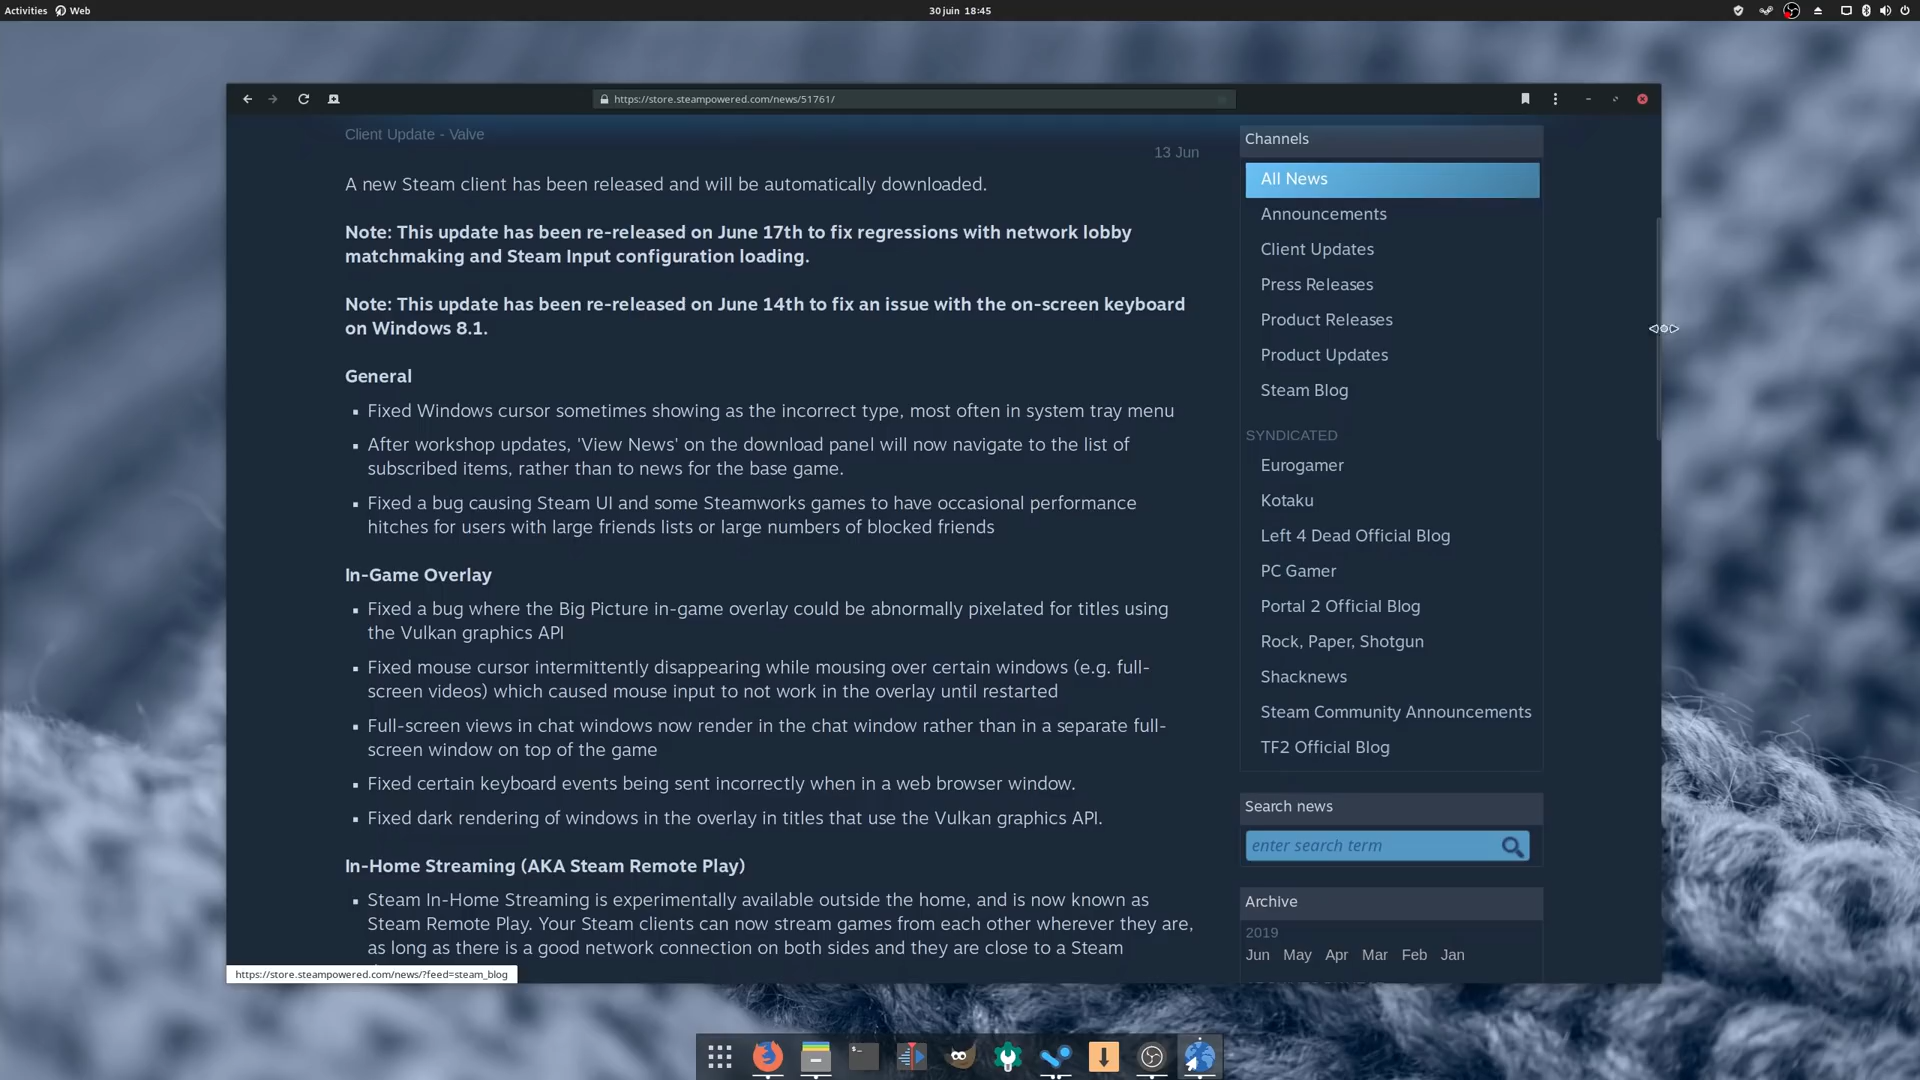 Activities Web
30 juin 18:45
https://store.steampowered.com/news/51761/
Client Update - Valve
13 Jun
A new Steam client has been released and will be automatically downloaded.
Note: This update has been re-released on June 17th to fix regressions with network lobby
matchmaking and Steam Input configuration loading.
Note: This update has been re-released on June 14th to fix an issue with the on-screen keyboard
on Windows 8.1.
General
Fixed Windows cursor sometimes showing as the incorrect type, most often in system tray menu
After workshop updates, 'View News' on the download panel will now navigate to the list of
subscribed items, rather than to news for the base game.
Fixed a bug causing Steam UI and some Steamworks games to have occasional performance
hitches for users with large friends lists or large numbers of blocked friends
In-Game Overlay
Fixed a bug where the Big Picture in-game overlay could be abnormally pixelated for titles using
the Vulkan graphics API
Fixed mouse cursor intermittently disappearing while mousing over certain windows (e.g. full-
screen videos) which caused mouse input to not work in the overlay until restarted
Full-screen views in chat windows now render in the chat window rather than in a separate full-
screen window on top of the game
Fixed certain keyboard events being sent incorrectly when in a web browser window.
Fixed dark rendering of windows in the overlay in titles that use the Vulkan graphics API.
In-Home Streaming (AKA Steam Remote Play)
Steam In-Home Streaming is experimentally available outside the home, and is now known as
Steam Remote Play. Your Steam clients can now stream games from each other wherever they are,
as long as there is a good network connection on both sides and they are close to a Steam
https://store.steampowered.com/news/?feed=steam_blog
Channels
All News
Announcements
Client Updates
Press Releases
Product Releases
Product Updates
Steam Blog
SYNDICATED
Eurogamer
Kotaku
Left 4 Dead Official Blog
PC Gamer
Portal 2 Official Blog
Rock, Paper, Shotgun
Shacknews
Steam Community Announcements
TF2 Official Blog
Search news
enter search term
Archive
2019
Jun May Apr Mar Feb Jan